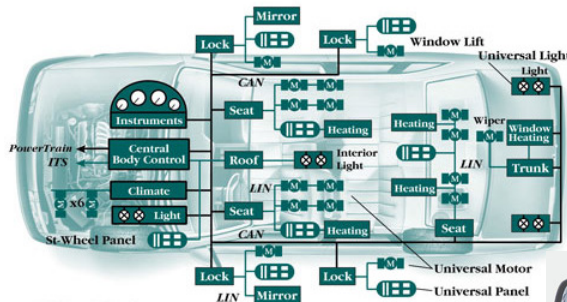 Mirror
Lock
M
Lock
M
Window Lift
Universal Light
CAN
M
M
Light
Seat
M
M
Instruments
Heating
Heating
M
M
Wiper
M
Window
Heating
PowerTrain
ITS
Central
Body Control
Roof
Interior
Light
LIN
Trunk
Climate
LIN
M
M
Heating
M
M x6 M
Light
Seat
M
M
M
St-Wheel Panel
CAN
Heating
Seat
M
M
Universal Motor
Lock
Lock
Universal Panel
LIN
Mirror